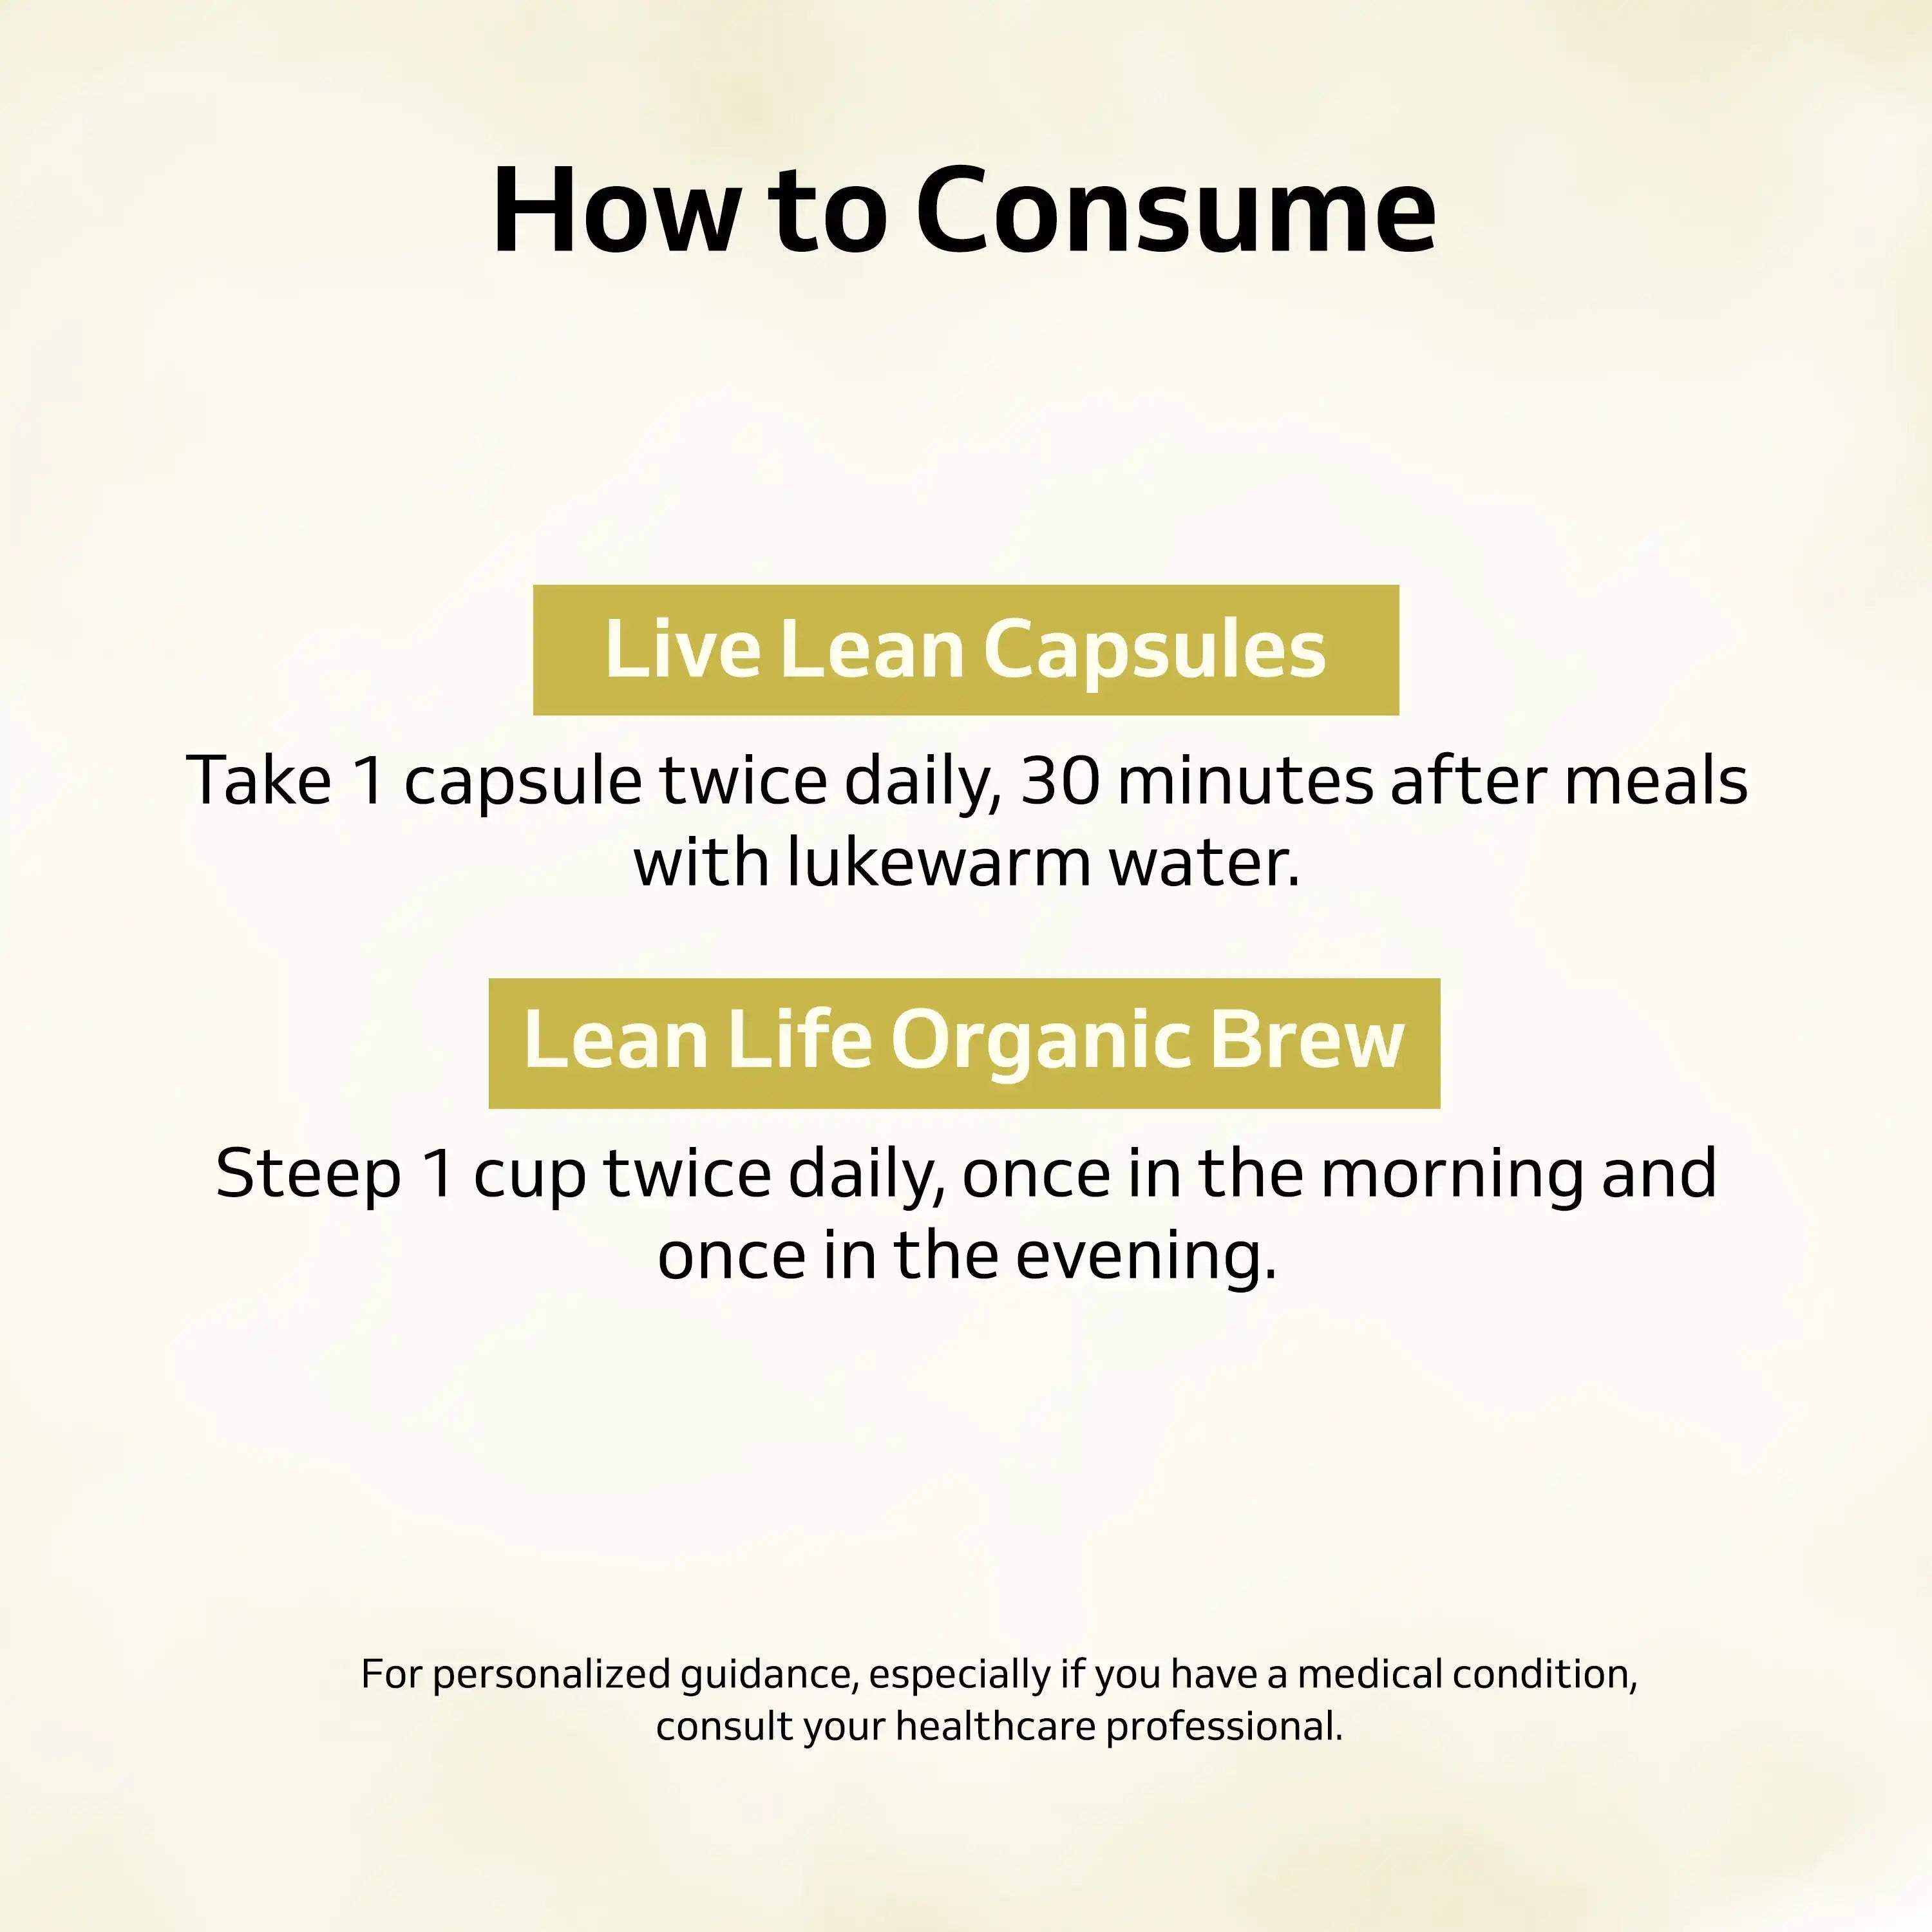 How to Consume
Live Lean Capsules
Take 1 capsule twice daily, 30 minutes after meals
with lukewarm water.
Lean Life Organic Brew
Steep 1 cup twice daily, once in the morning and
once in the evening.
For personalized guidance, especially if you have a medical condition,
consult your healthcare professional.